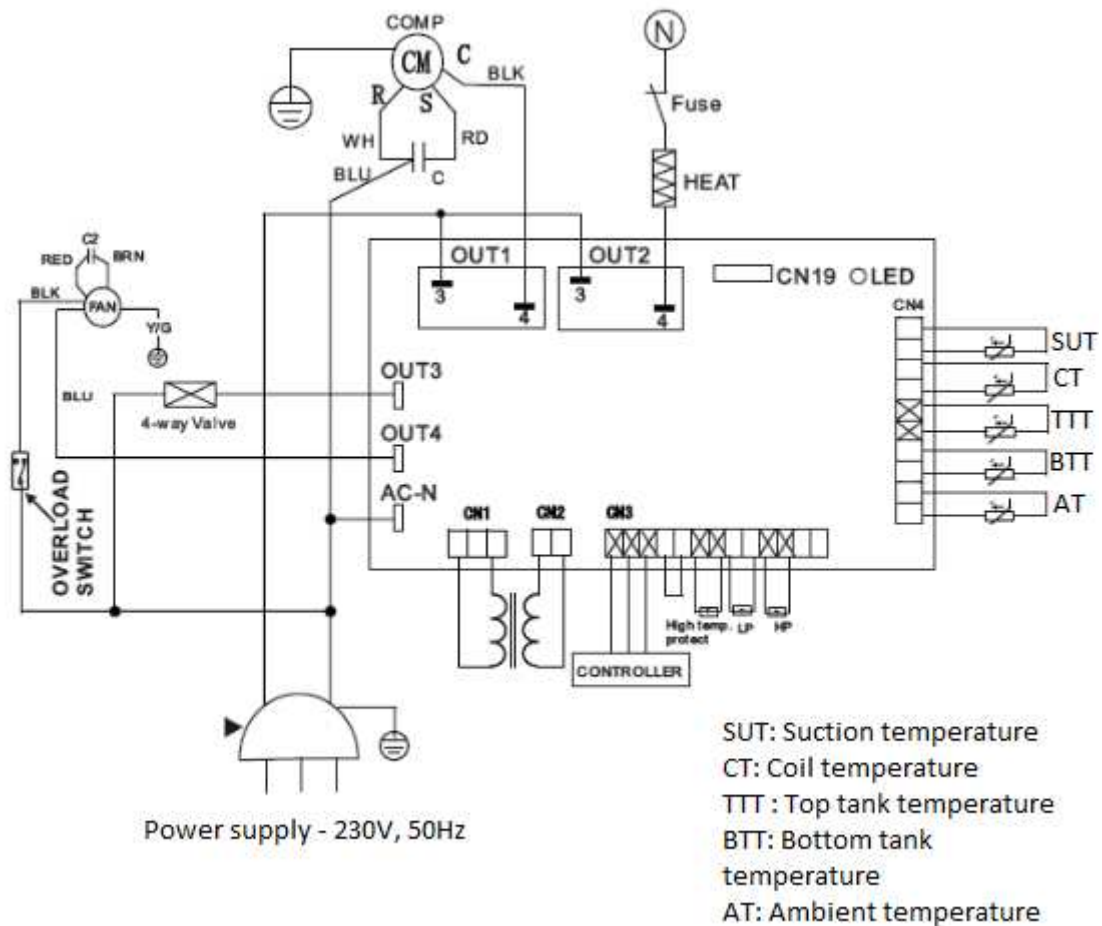 COMP
CM
C
BLK
R
S
WH
RD
BLU
C
N
Fuse
HEAT
OUT1
3
4
OUT2
3
4
CN19
LED
CN4
SUT
CT
TTT
BTT
AT
C2
RED
BRN
BLK
FAN
Y/G
BLU
4-way Valve
OUT3
OUT4
AC-N
OVERLOAD
SWITCH
CN1
CN2
CN3
High temp.
protect
LP
HP
CONTROLLER
Power supply - 230V, 50Hz
SUT: Suction temperature
CT: Coil temperature
TTT : Top tank temperature
BTT: Bottom tank
temperature
AT: Ambient temperature